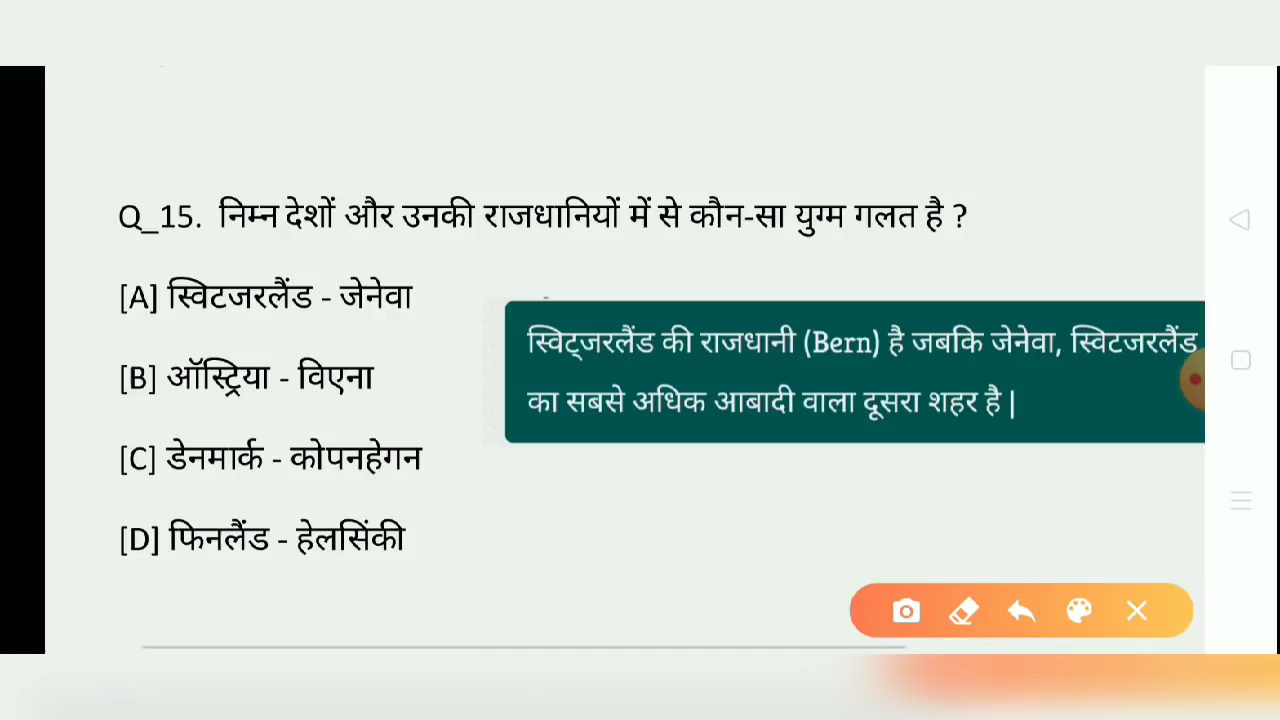 Q_15. निम्न देशों और उनकी राजधानियों में से कौन-सा युग्म गलत है ?
[A] स्विटजरलैंड - जेनेवा
[B] ऑस्ट्रिया - विएना
[C] डेनमार्क - कोपनहेगन
[D] फिनलैंड - हेलसिंकी
स्विट्जरलैंड की राजधानी (Bern) है जबकि जेनेवा, स्विटजरलैंड
का सबसे अधिक आबादी वाला दूसरा शहर है |